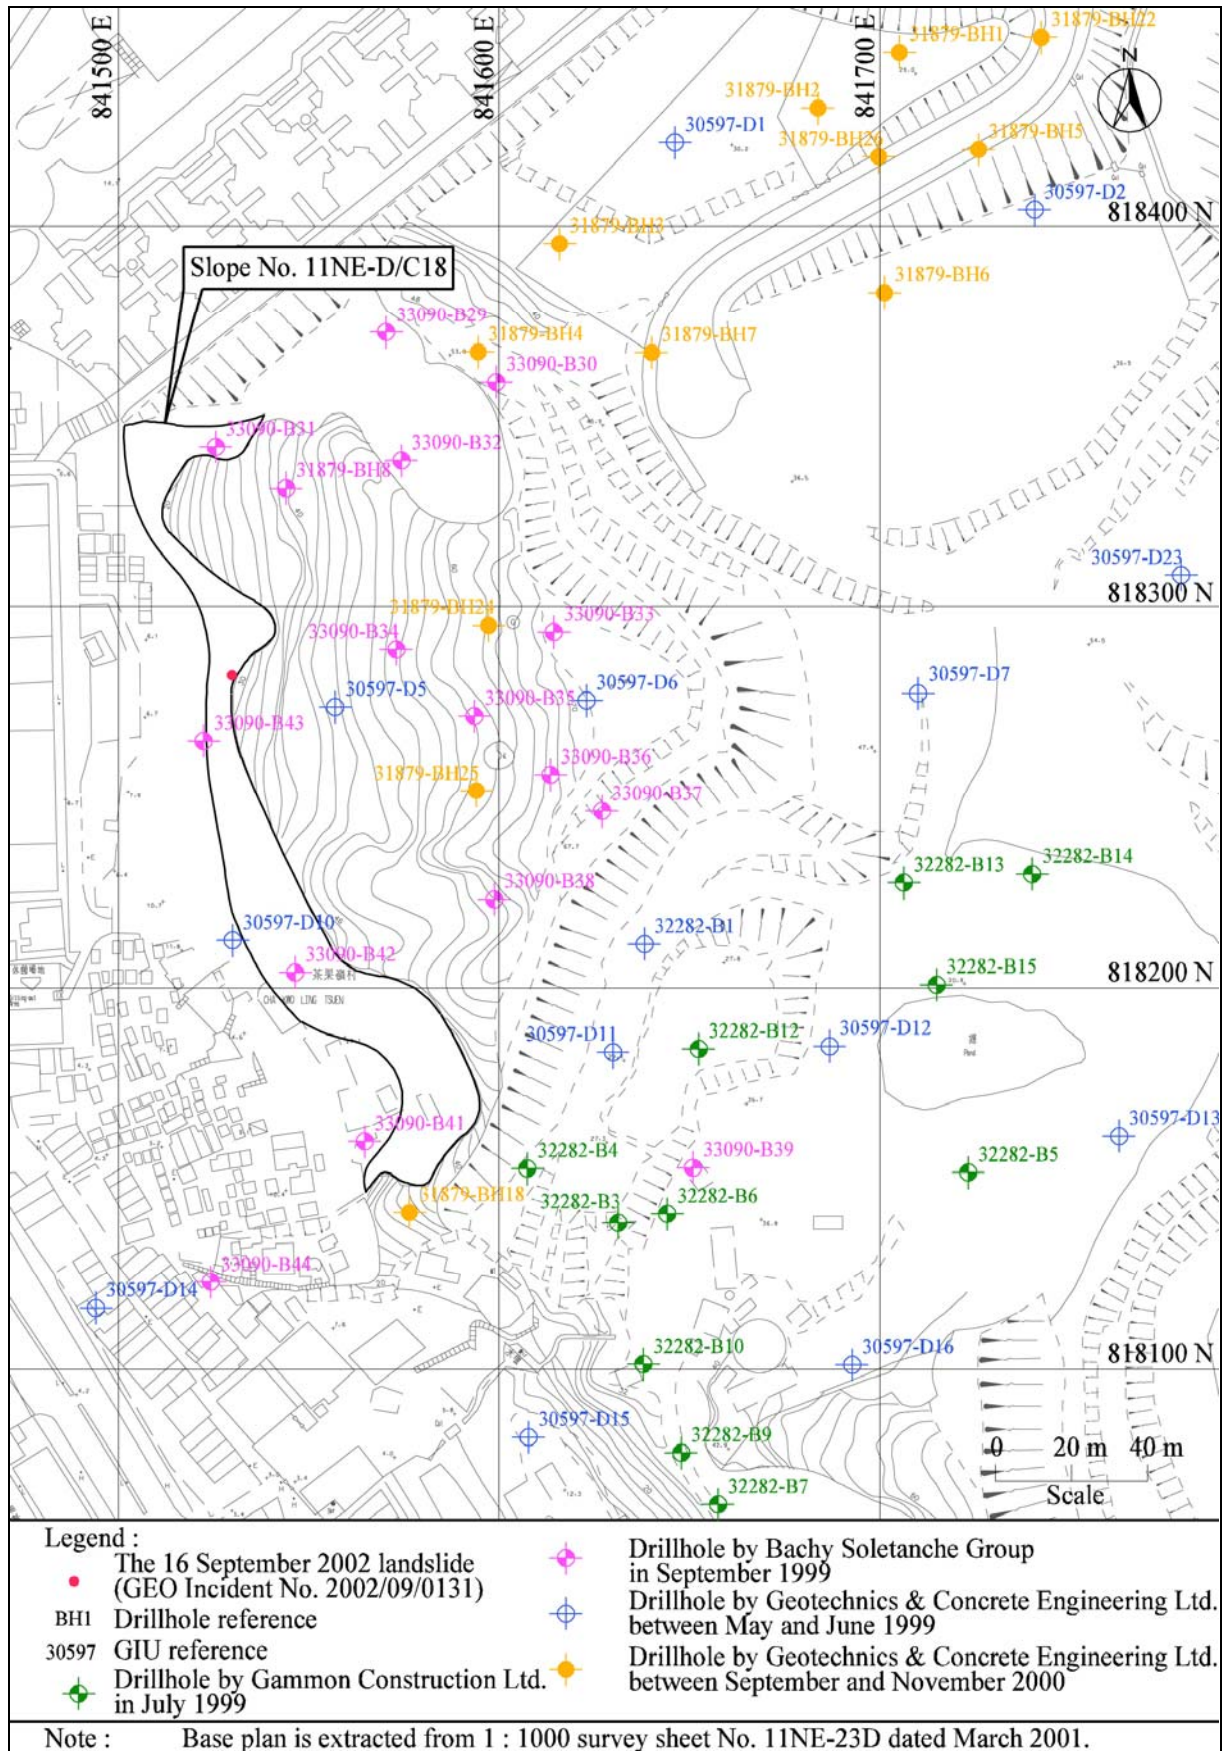 841500 E
841600 E
841700 E
31879-BH22
31879-BH1
N
31879-BH2
30597-D1
31879-BH26
31879-BH5
30597-D2
818400 N
31879-BH3
Slope No. 11NE-D/C18
31879-BH6
33090-B29
31879-BH4
31879-BH7
33090-B30
33090-B31
33090-B32
31879-BH8
30597-D23
818300 N
31879-BH24
33090-B33
33090-B34
30597-D5
30597-D6
30597-D7
33090-B35
33090-B43
33090-B36
31879-BH25
33090-B37
32282-B13
32282-B14
33090-B38
30597-D10
32282-B1
33090-B42
茶果嶺村
CHA KWO LING TSUEN
32282-B15
818200 N
30597-D11
32282-B12
30597-D12
Pond
33090-B41
30597-D13
32282-B4
33090-B39
32282-B5
31879-BH18
32282-B3
32282-B6
33090-B44
30597-D14
32282-B10
30597-D16
818100 N
30597-D15
32282-B9
0 20 m 40 m
Scale
32282-B7
Legend :
The 16 September 2002 landslide
(GEO Incident No. 2002/09/0131)
BH1 Drillhole reference
30597 GIU reference
Drillhole by Gammon Construction Ltd.
in July 1999
Drillhole by Bachy Soletanche Group
in September 1999
Drillhole by Geotechnics & Concrete Engineering Ltd.
between May and June 1999
Drillhole by Geotechnics & Concrete Engineering Ltd.
between September and November 2000
Note : Base plan is extracted from 1 : 1000 survey sheet No. 11NE-23D dated March 2001.